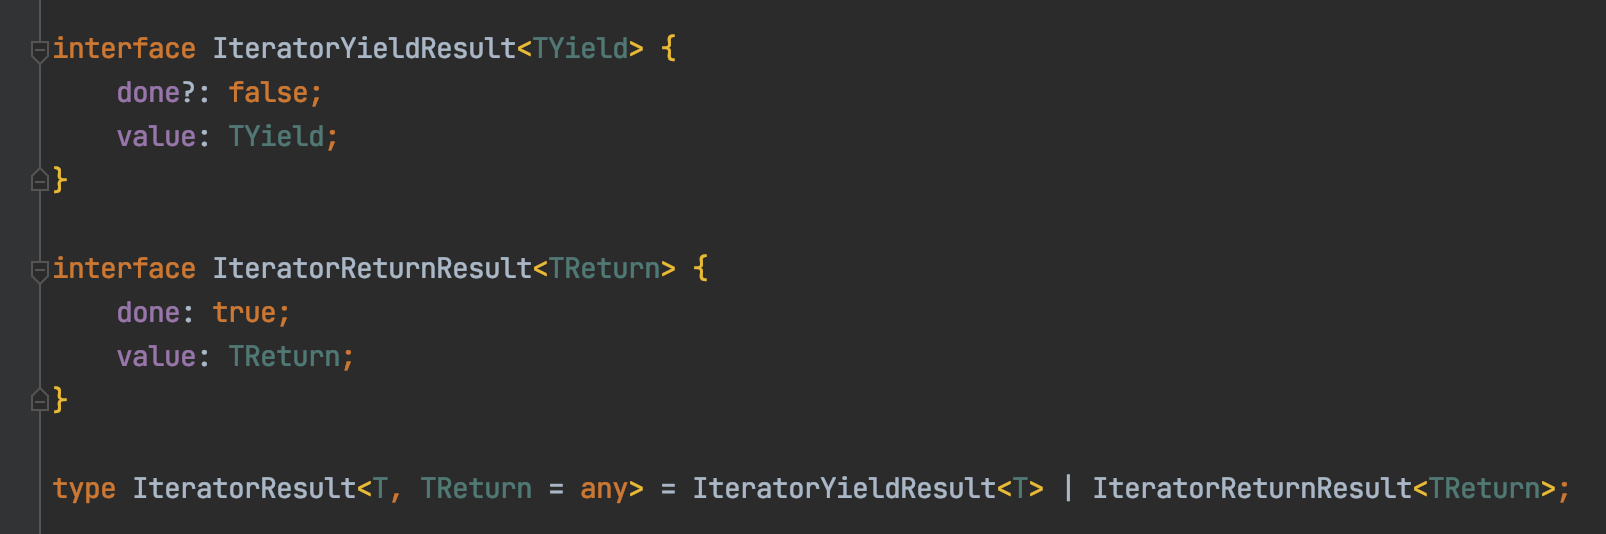 interface IteratorYieldResult<TYield> {
    done?: false;
    value: TYield;
}
interface IteratorReturnResult<TReturn> {
    done: true;
    value: TReturn;
}
type IteratorResult<T, TReturn = any> = IteratorYieldResult<T> | IteratorReturnResult<TReturn>;